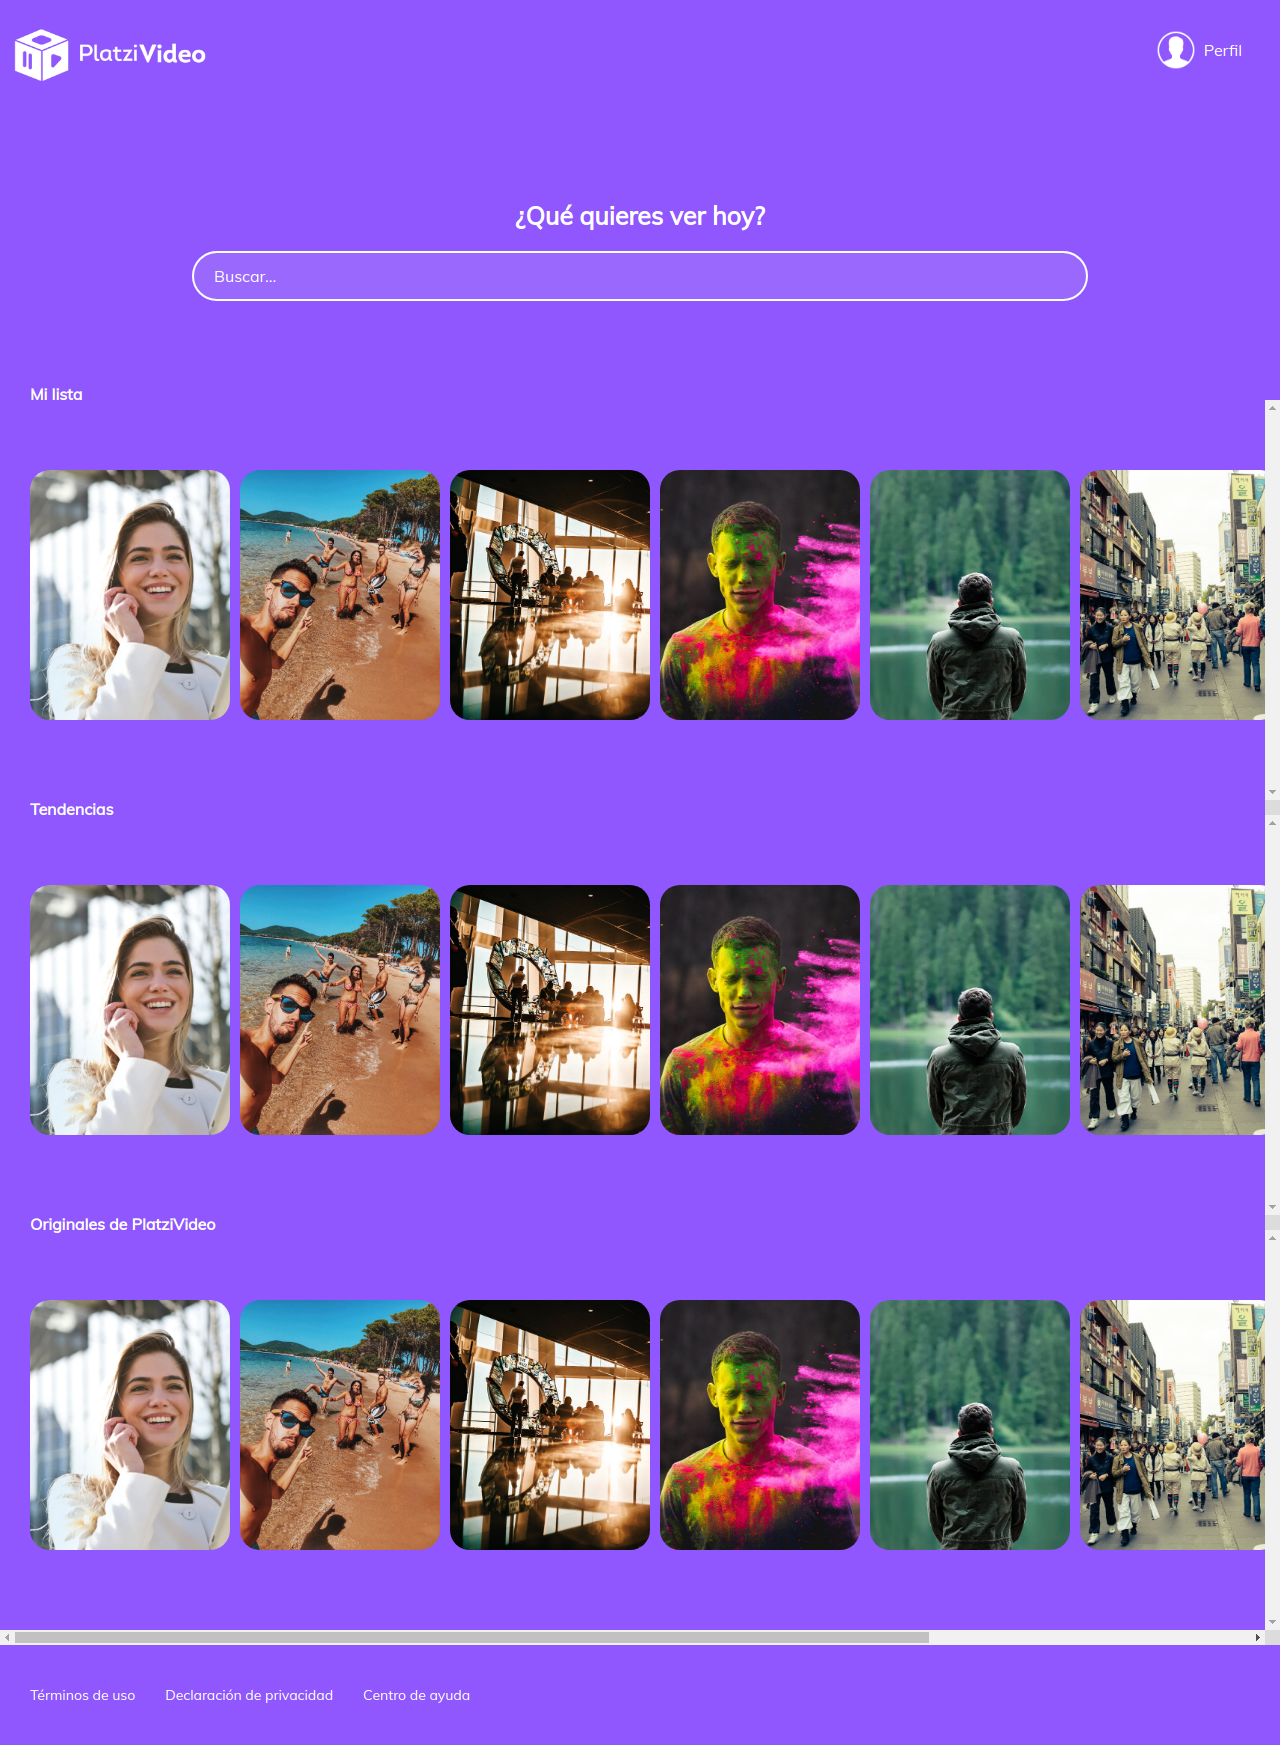 PlatziVideo
Perfil
¿Qué quieres ver hoy?
Buscar...
Mi lista
Tendencias
Originales de PlatziVideo
Términos de uso
Declaración de privacidad
Centro de ayuda